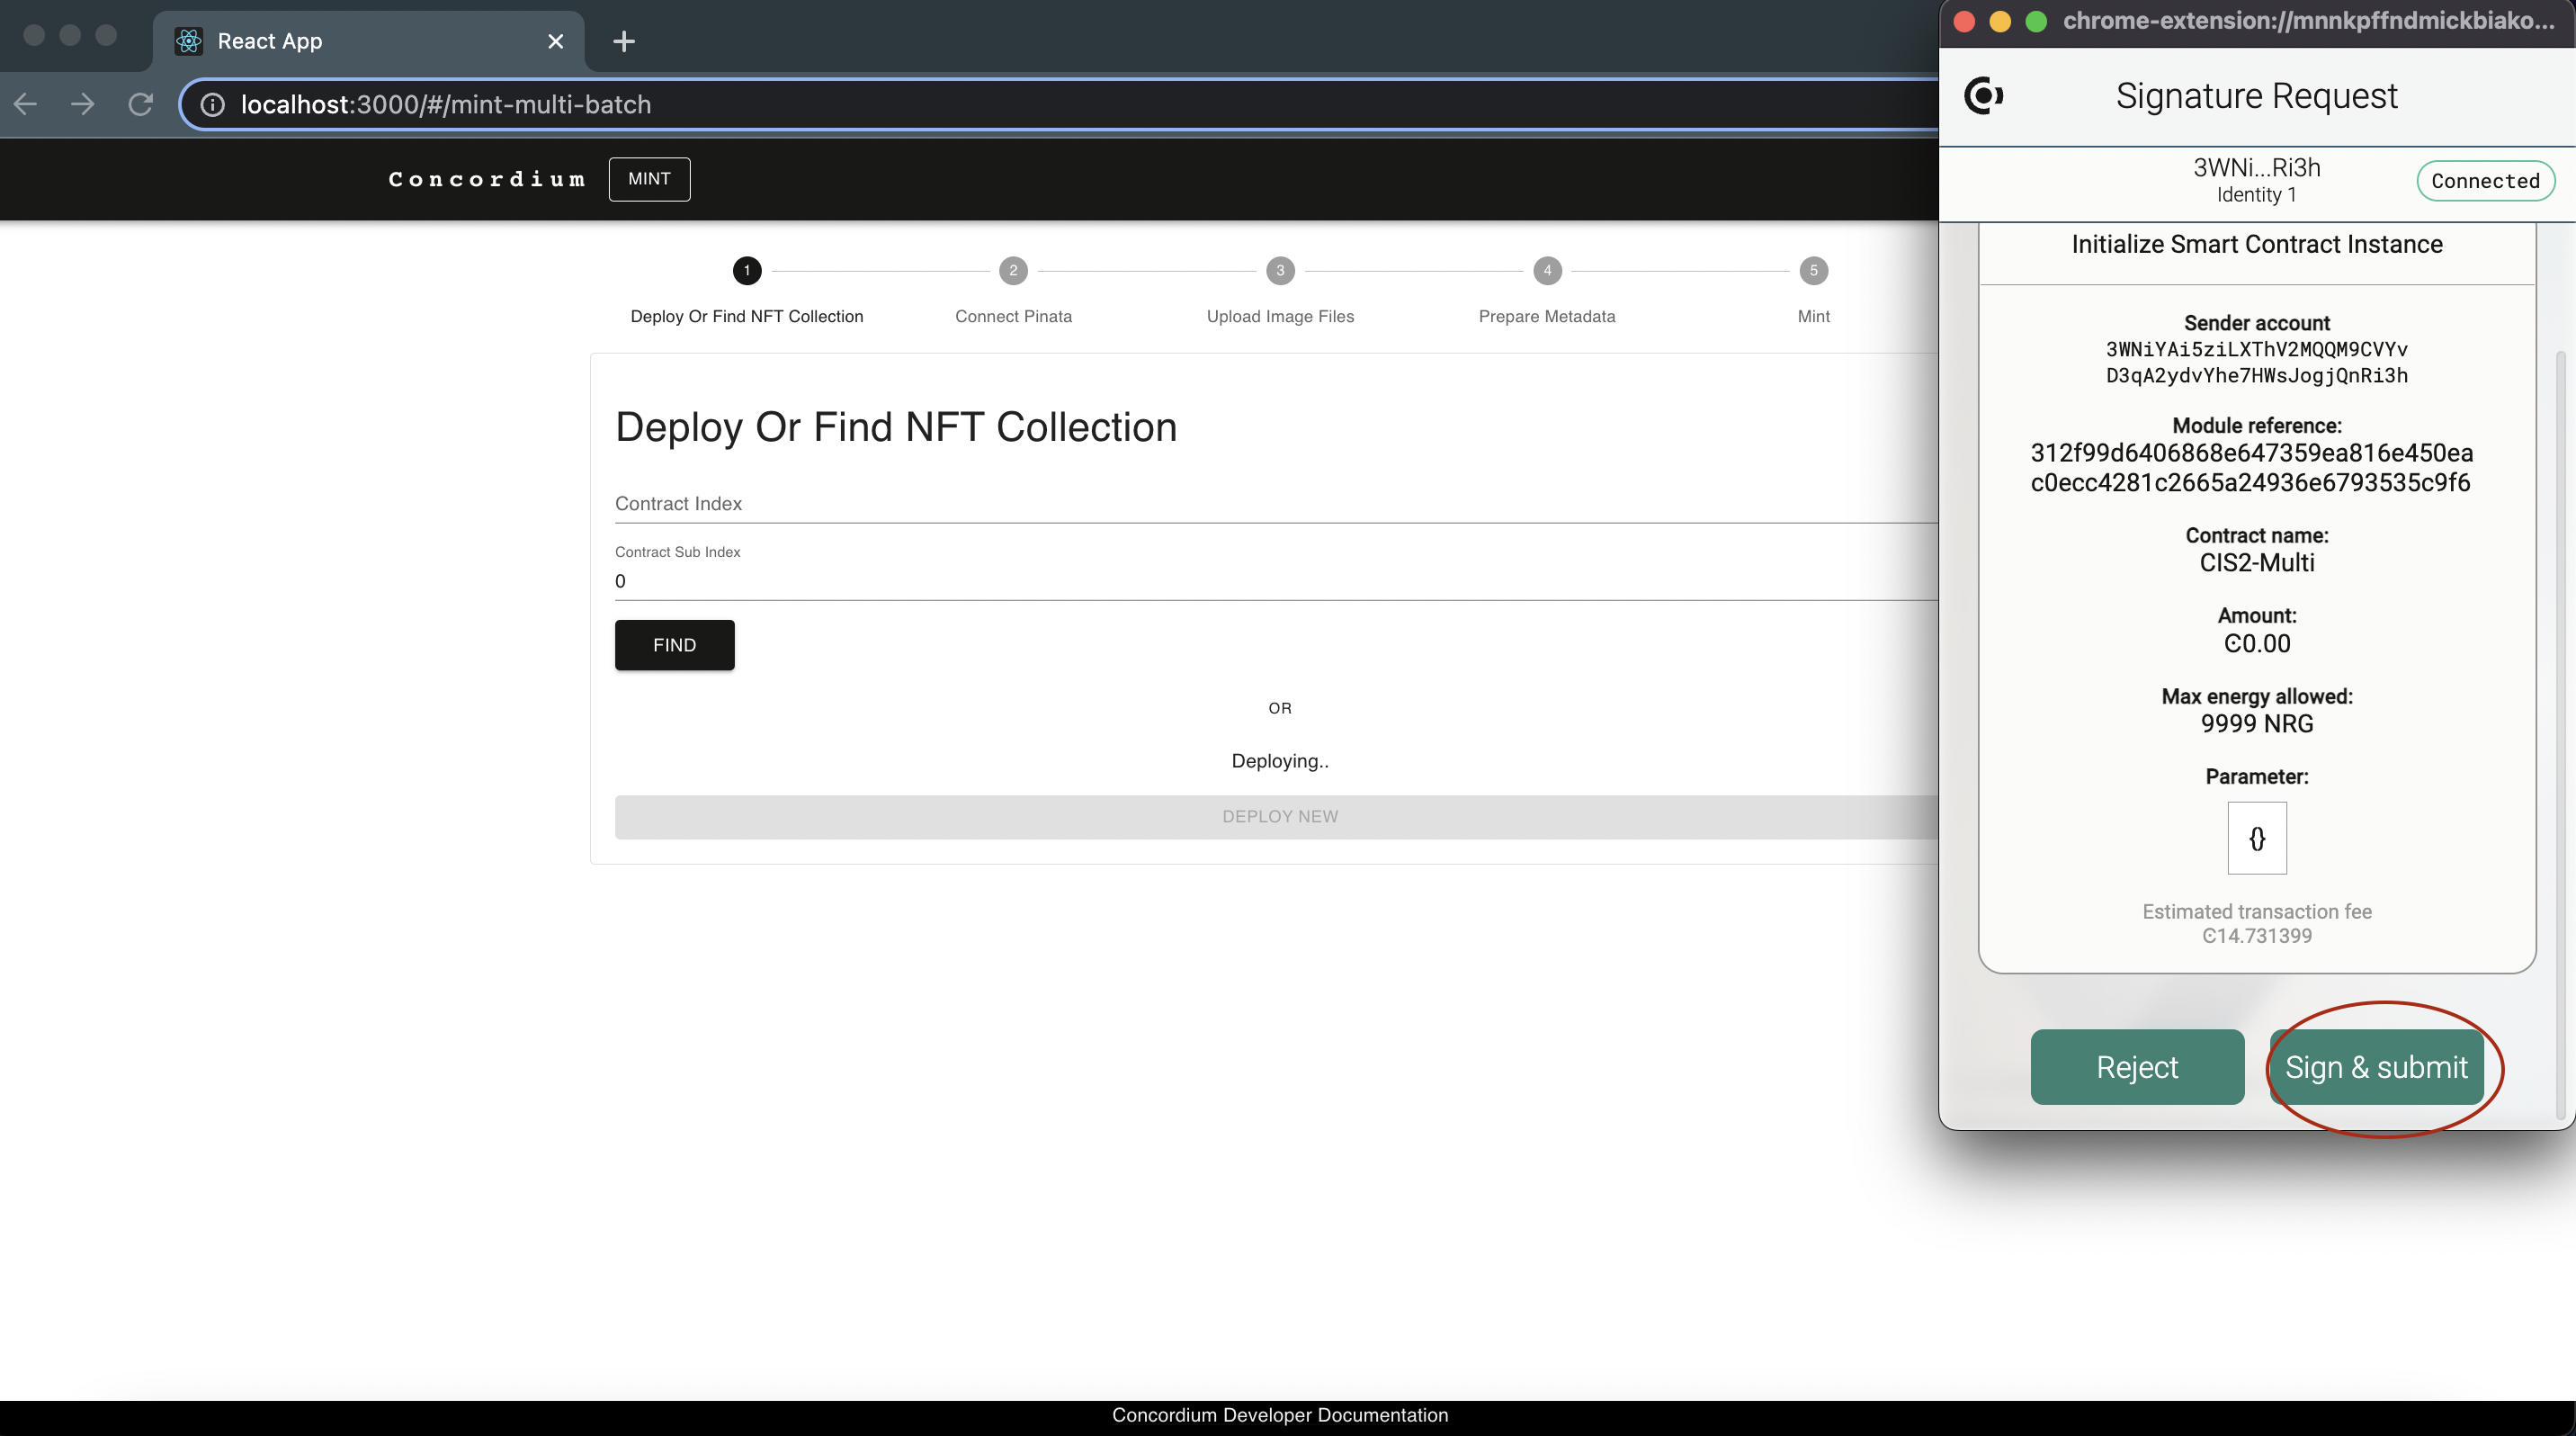 React App
localhost:3000/#/mint-multi-batch
Concordium
MINT
1
2
3
4
5
Deploy Or Find NFT Collection
Connect Pinata
Upload Image Files
Prepare Metadata
Mint
Deploy Or Find NFT Collection
Contract Index
Contract Sub Index
0
FIND
OR
Deploying..
DEPLOY NEW
Concordium Developer Documentation
chrome-extension://mnnkpffndmickbiako...
Signature Request
3WNi...Ri3h
Identity 1
Connected
Initialize Smart Contract Instance
Sender account
3WNiYAi5ziLXThV2MQQM9CVYv
D3qA2ydvYhe7HWsJogjQnRi3h
Module reference:
312f99d6406868e647359ea816e450ea
c0ecc4281c2665a24936e6793535c9f6
Contract name:
CIS2-Multi
Amount:
Ͼ0.00
Max energy allowed:
9999 NRG
Parameter:
{}
Estimated transaction fee
Ͼ14.731399
Reject
Sign & submit